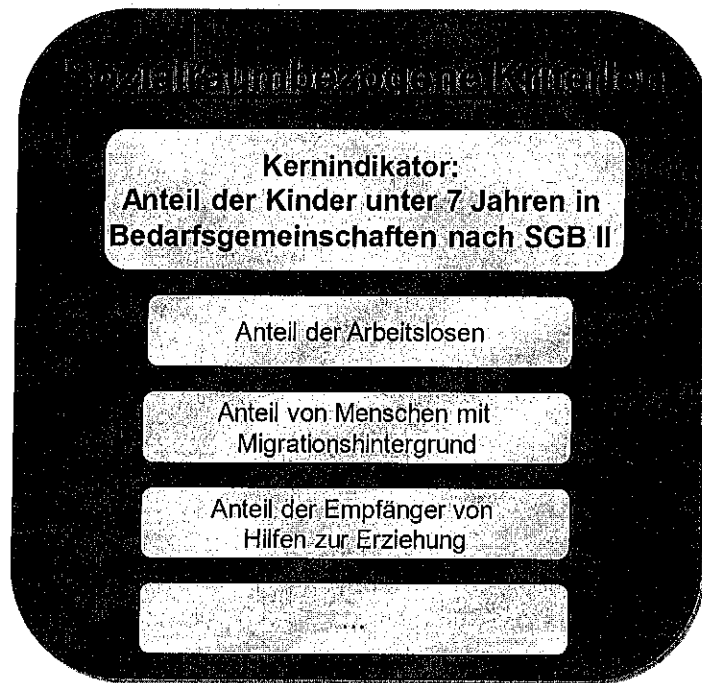 Sozialraumbezogene Kriterien
Kernindikator:
Anteil der Kinder unter 7 Jahren in
Bedarfsgemeinschaften nach SGB II
Anteil der Arbeitslosen
Anteil von Menschen mit
Migrationshintergrund
Anteil der Empfänger von
Hilfen zur Erziehung
...